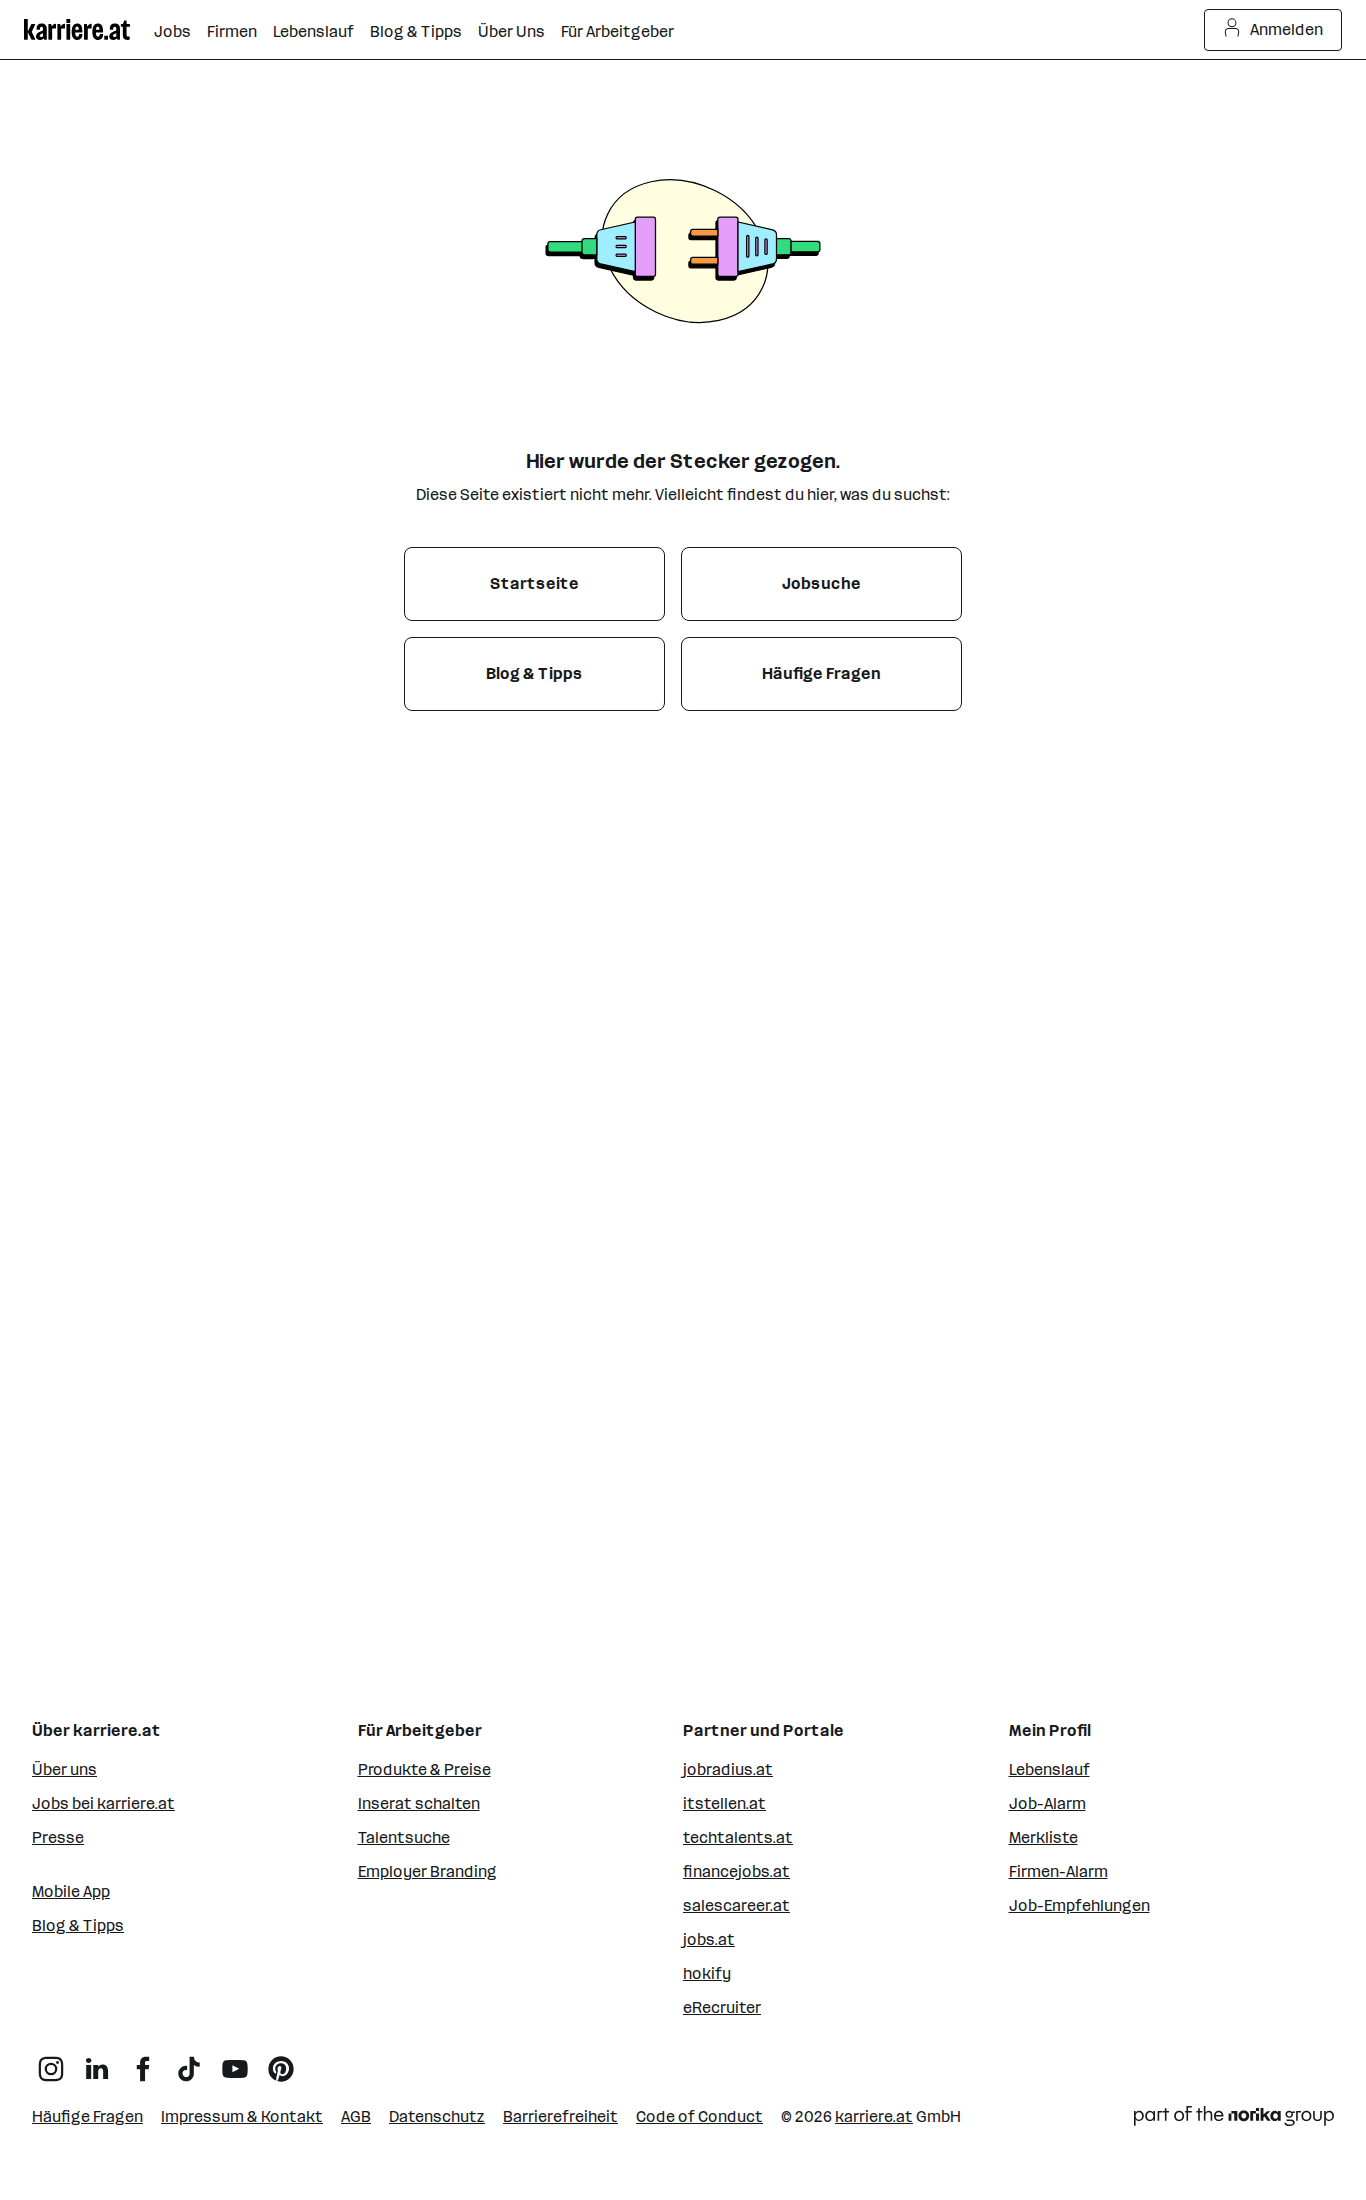 karriere.at Jobs Firmen Lebenslauf Blog & Tipps Über Uns Für Arbeitgeber Anmelden
Hier wurde der Stecker gezogen.
Diese Seite existiert nicht mehr. Vielleicht findest du hier, was du suchst:
Startseite Jobsuche
Blog & Tipps Häufige Fragen
Über karriere.at
Über uns
Jobs bei karriere.at
Presse
Mobile App
Blog & Tipps
Für Arbeitgeber
Produkte & Preise
Inserat schalten
Talentsuche
Employer Branding
Partner und Portale
jobradius.at
itstellen.at
techtalents.at
financejobs.at
salescareer.at
jobs.at
hokify
eRecruiter
Mein Profil
Lebenslauf
Job-Alarm
Merkliste
Firmen-Alarm
Job-Empfehlungen
Häufige Fragen Impressum & Kontakt AGB Datenschutz Barrierefreiheit Code of Conduct © 2026 karriere.at GmbH part of the norika group